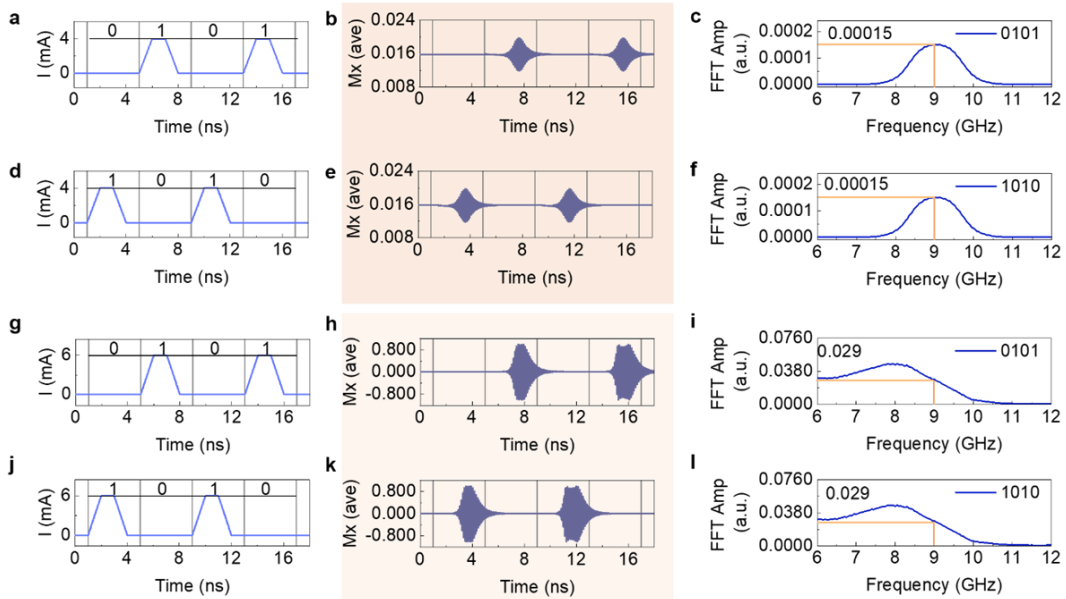 a
I (mA)
4
0
0 1 0 1
0 4 8 12 16
Time (ns)
b
Mx (ave)
0.024
0.016
0.008
0 4 8 12 16
Time (ns)
c
FFT Amp
(a.u.)
0.0002
0.0001
0.0000
0.00015
0101
6 7 8 9 10 11 12
Frequency (GHz)
d
I (mA)
4
0
1 0 1 0
0 4 8 12 16
Time (ns)
e
Mx (ave)
0.024
0.016
0.008
0 4 8 12 16
Time (ns)
f
FFT Amp
(a.u.)
0.0002
0.0001
0.0000
0.00015
1010
6 7 8 9 10 11 12
Frequency (GHz)
g
I (mA)
6
0
0 1 0 1
0 4 8 12 16
Time (ns)
h
Mx (ave)
0.800
0.000
-0.800
0 4 8 12 16
Time (ns)
i
FFT Amp
(a.u.)
0.0760
0.0380
0.0000
0.029
0101
6 7 8 9 10 11 12
Frequency (GHz)
j
I (mA)
6
0
1 0 1 0
0 4 8 12 16
Time (ns)
k
Mx (ave)
0.800
0.000
-0.800
0 4 8 12 16
Time (ns)
l
FFT Amp
(a.u.)
0.0760
0.0380
0.0000
0.029
1010
6 7 8 9 10 11 12
Frequency (GHz)